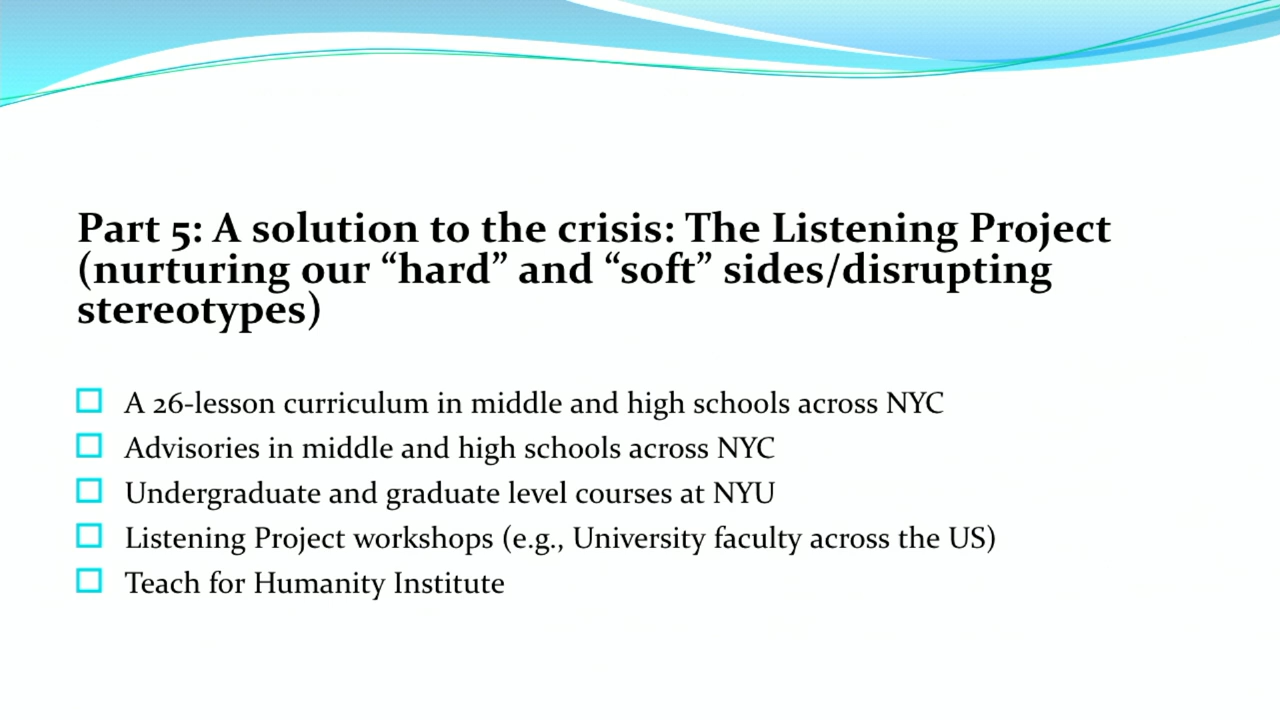 Part 5: A solution to the crisis: The Listening Project
(nurturing our “hard” and “soft” sides/disrupting
stereotypes)
A 26-lesson curriculum in middle and high schools across NYC
Advisories in middle and high schools across NYC
Undergraduate and graduate level courses at NYU
Listening Project workshops (e.g., University faculty across the US)
Teach for Humanity Institute